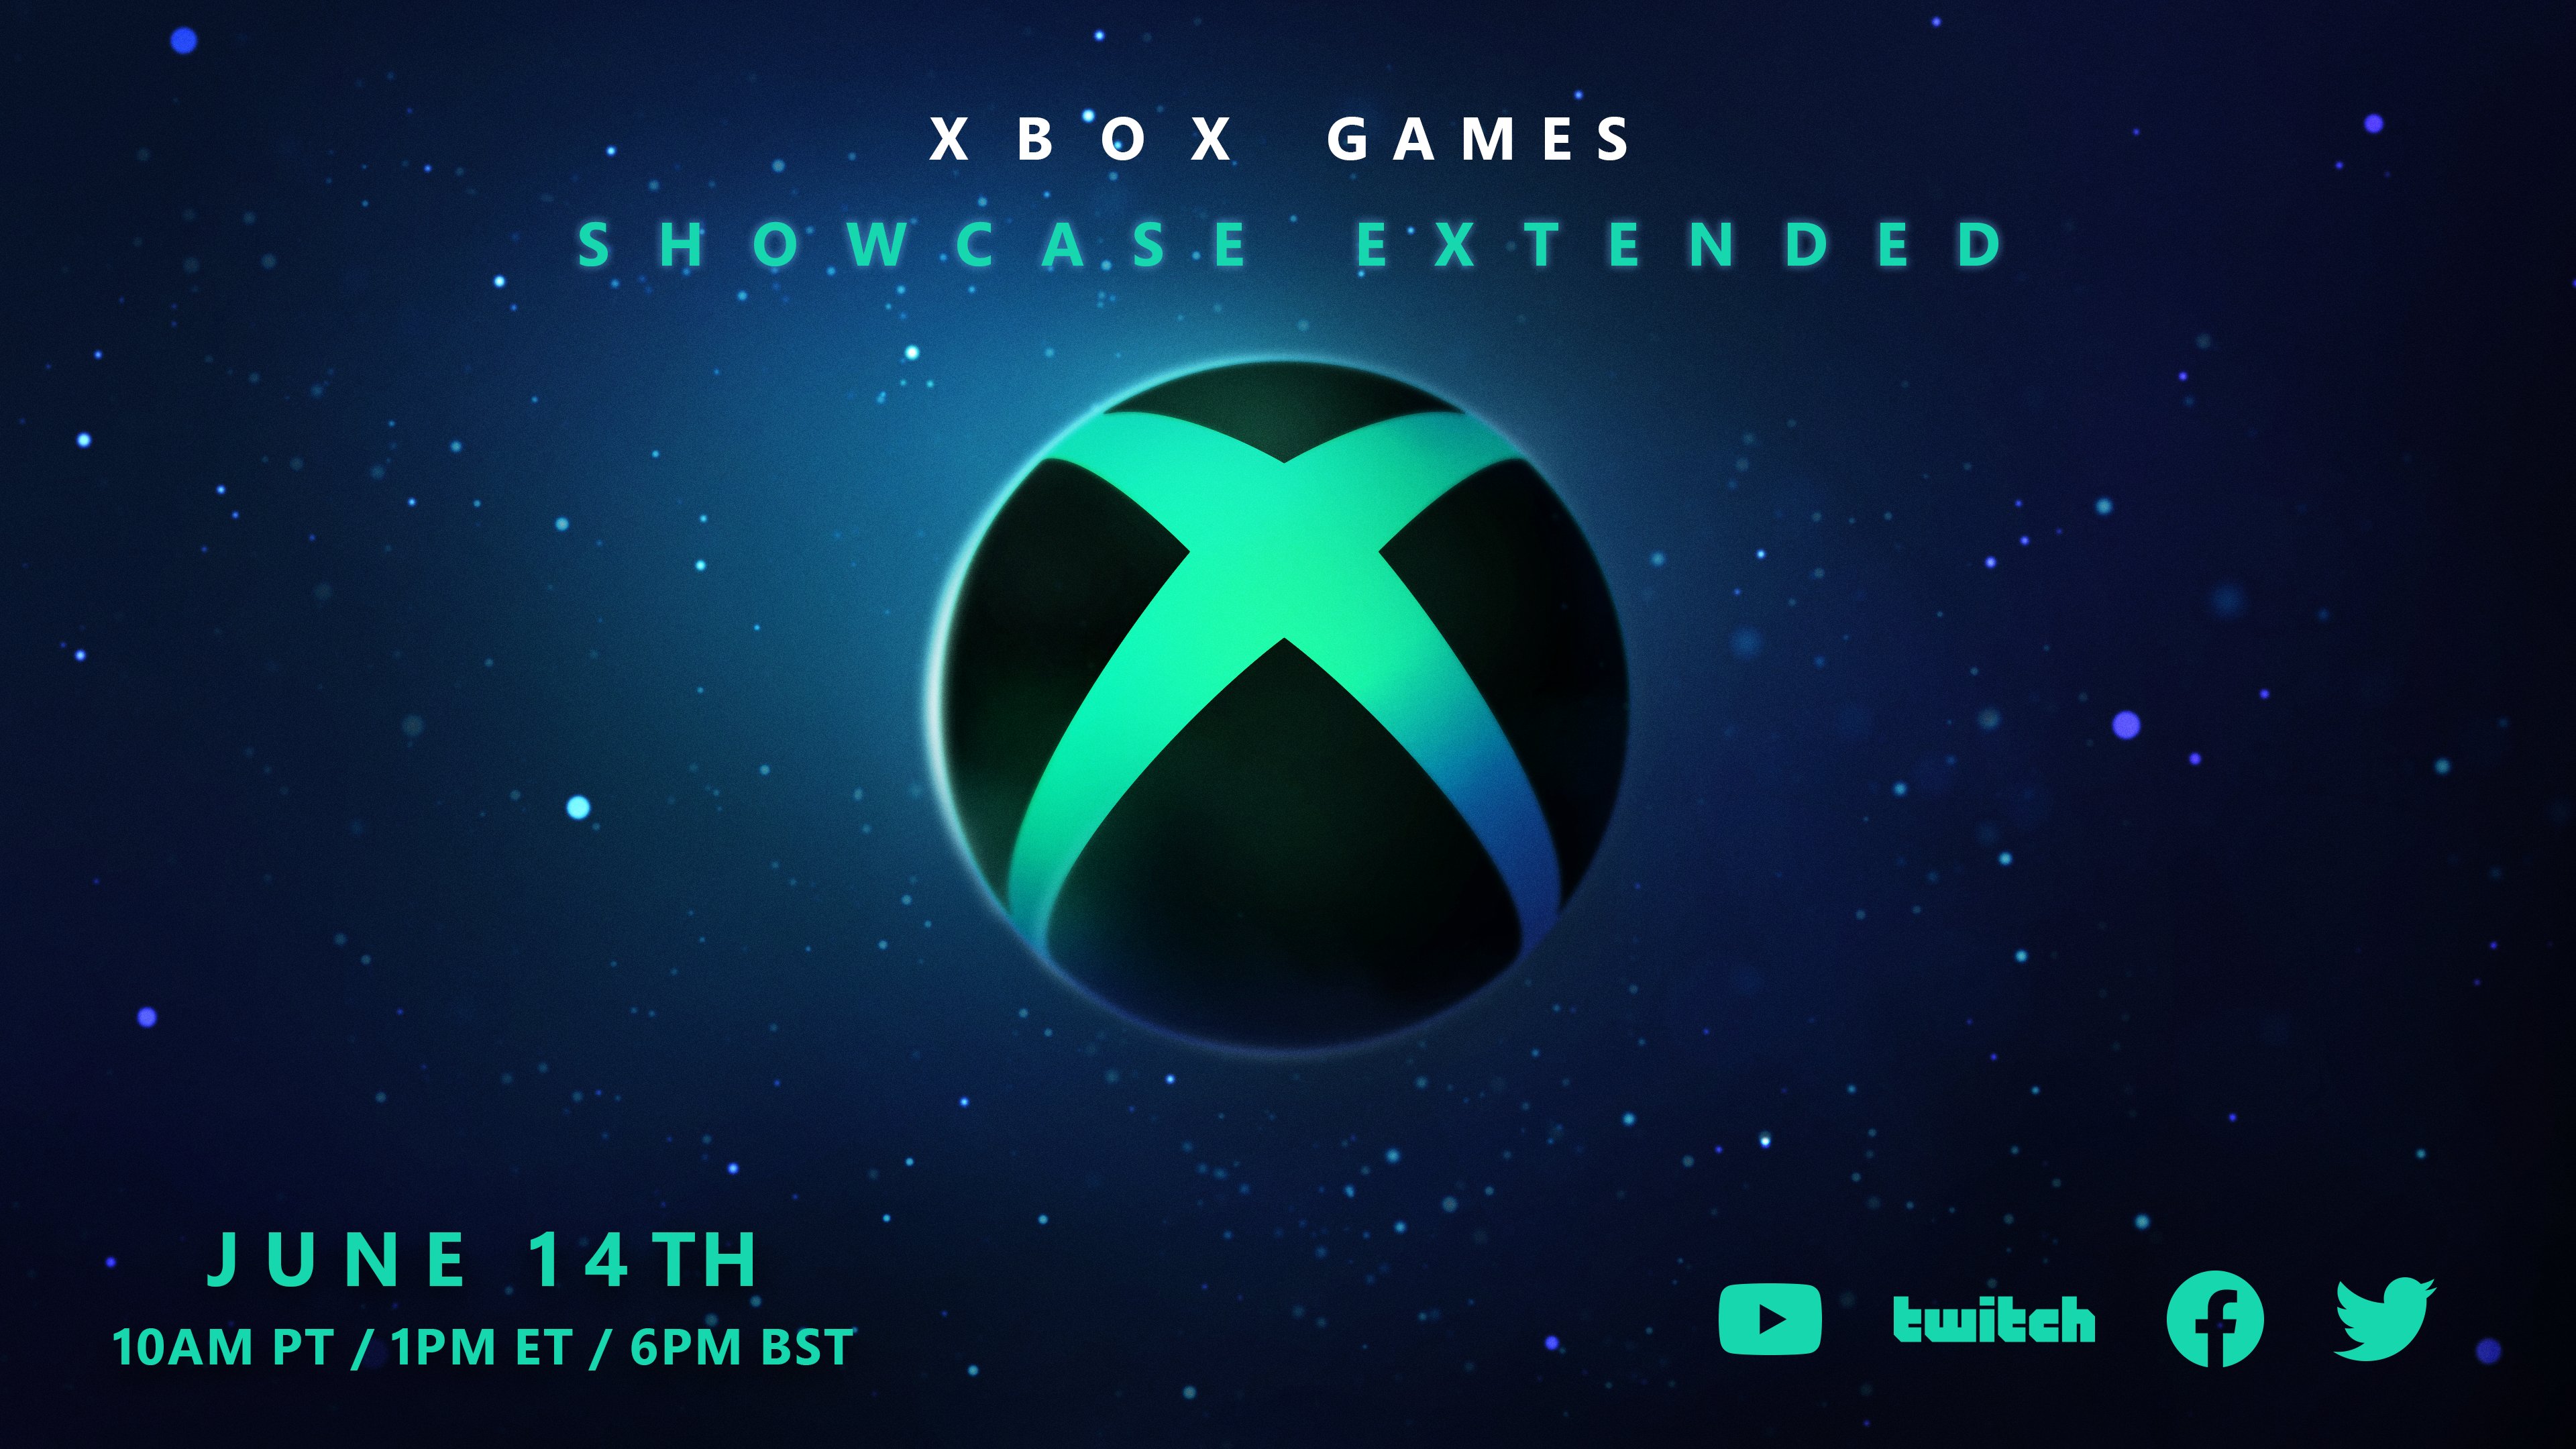 XBOX GAMES
SHOWCASE EXTENDED
JUNE 14TH
10AM PT / 1PM ET / 6PM BST
twitch